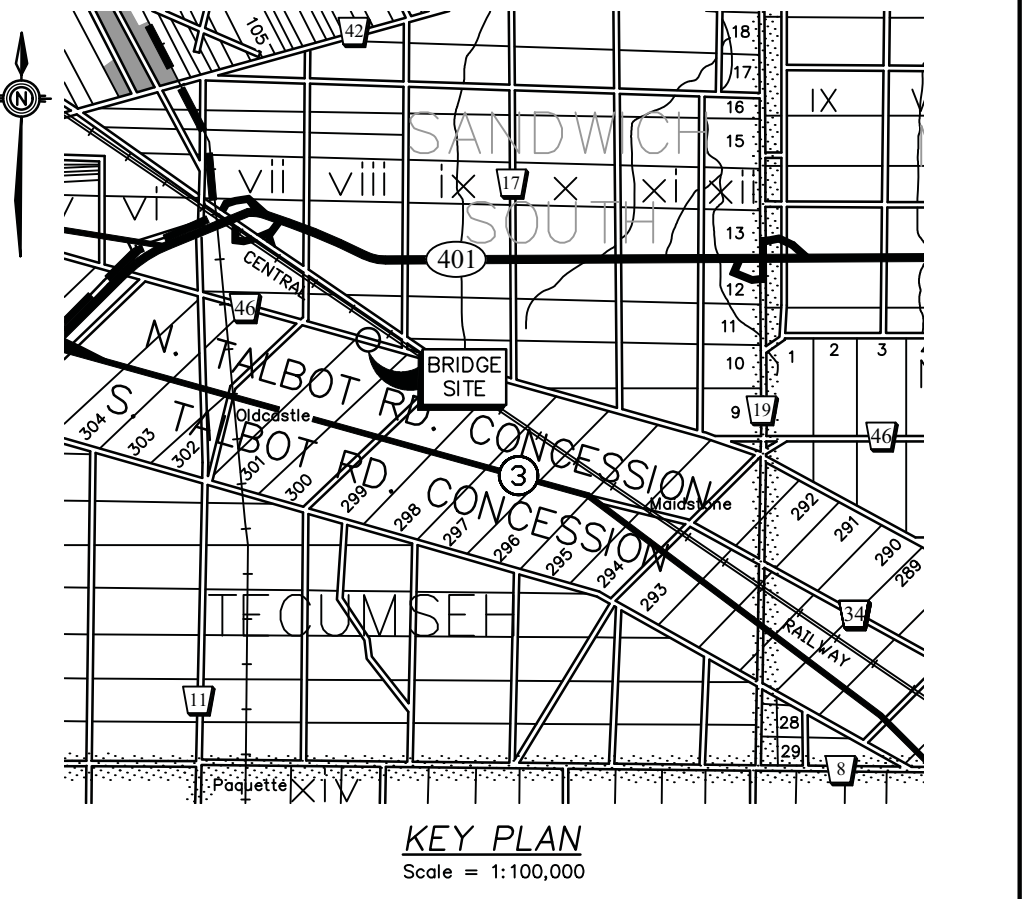 105
42
18
17
IX
16
15
SANDWICH
N
vii
viii
ix
17
x
xi
xii
vi
SOUTH
13
401
CENTRAL
12
46
11
N. TALBOT RD. CONCESSION
BRIDGE
SITE
10
1
2
3
9
19
46
Oldcastle
S. TALBOT RD. CONCESSION
304
303
302
301
300
299
298
297
296
295
294
293
3
Maidstone
292
291
290
289
TECUMSEH
34
RAILWAY
11
28
29
8
Paquette
XIV
KEY PLAN
Scale = 1:100,000